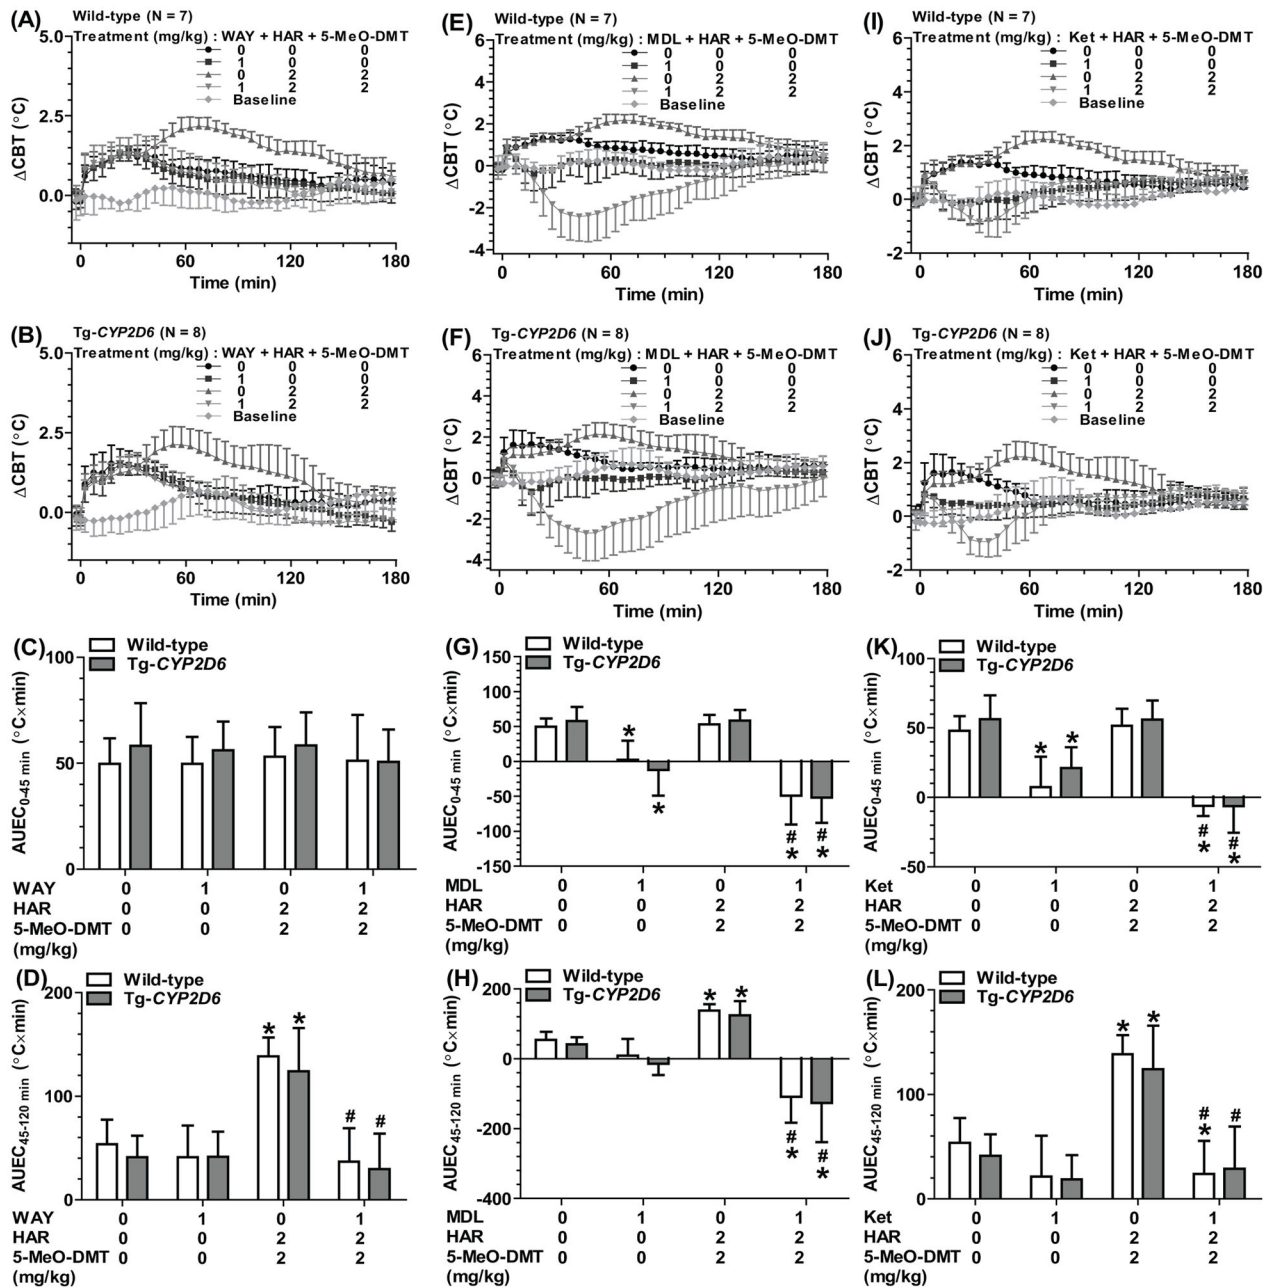 (A)
Wild-type (N = 7)
Treatment (mg/kg) : WAY + HAR + 5-MeO-DMT
0 0 0
1 0 0
0 2 2
1 2 2
Baseline
5.0
2.5
0.0
ΔCBT (°C)
0 60 120 180
Time (min)
(E)
Wild-type (N = 7)
Treatment (mg/kg) : MDL + HAR + 5-MeO-DMT
0 0 0
1 0 0
0 2 2
1 2 2
Baseline
6
4
2
0
-2
-4
ΔCBT (°C)
0 60 120 180
Time (min)
(I)
Wild-type (N = 7)
Treatment (mg/kg) : Ket + HAR + 5-MeO-DMT
0 0 0
1 0 0
0 2 2
1 2 2
Baseline
6
4
2
0
-2
ΔCBT (°C)
0 60 120 180
Time (min)
(B)
Tg-CYP2D6 (N = 8)
Treatment (mg/kg) : WAY + HAR + 5-MeO-DMT
0 0 0
1 0 0
0 2 2
1 2 2
Baseline
5.0
2.5
0.0
ΔCBT (°C)
0 60 120 180
Time (min)
(F)
Tg-CYP2D6 (N = 8)
Treatment (mg/kg) : MDL + HAR + 5-MeO-DMT
0 0 0
1 0 0
0 2 2
1 2 2
Baseline
6
4
2
0
-2
-4
ΔCBT (°C)
0 60 120 180
Time (min)
(J)
Tg-CYP2D6 (N = 8)
Treatment (mg/kg) : Ket + HAR + 5-MeO-DMT
0 0 0
1 0 0
0 2 2
1 2 2
Baseline
6
4
2
0
-2
ΔCBT (°C)
0 60 120 180
Time (min)
(C)
Wild-type
Tg-CYP2D6
100
50
0
AUEC0-45 min (°C×min)
WAY 0 1 0 1
HAR 0 0 2 2
5-MeO-DMT 0 0 2 2
(mg/kg)
(G)
Wild-type
Tg-CYP2D6
150
100
50
0
-50
-100
-150
AUEC0-45 min (°C×min)
*
*
# #
* *
MDL 0 1 0 1
HAR 0 0 2 2
5-MeO-DMT 0 0 2 2
(mg/kg)
(K)
Wild-type
Tg-CYP2D6
100
50
0
-50
AUEC0-45 min (°C×min)
* *
# #
* *
Ket 0 1 0 1
HAR 0 0 2 2
5-MeO-DMT 0 0 2 2
(mg/kg)
(D)
Wild-type
Tg-CYP2D6
200
100
0
AUEC45-120 min (°C×min)
* *
# #
WAY 0 1 0 1
HAR 0 0 2 2
5-MeO-DMT 0 0 2 2
(mg/kg)
(H)
Wild-type
Tg-CYP2D6
200
0
-200
-400
AUEC45-120 min (°C×min)
* *
# #
* *
MDL 0 1 0 1
HAR 0 0 2 2
5-MeO-DMT 0 0 2 2
(mg/kg)
(L)
Wild-type
Tg-CYP2D6
200
100
0
AUEC45-120 min (°C×min)
* *
# #
*
Ket 0 1 0 1
HAR 0 0 2 2
5-MeO-DMT 0 0 2 2
(mg/kg)